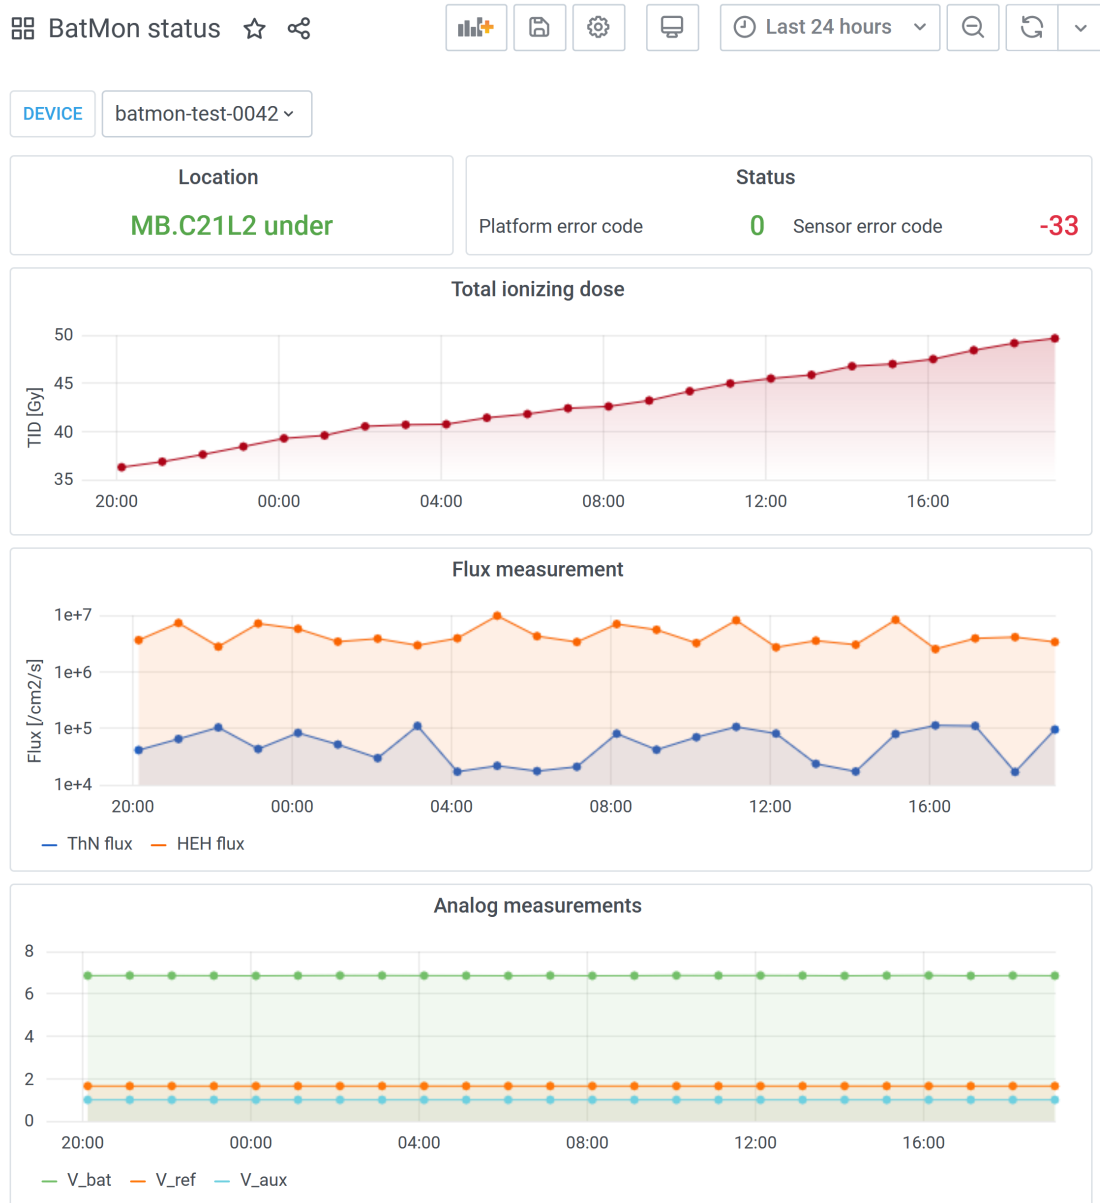 BatMon status
Last 24 hours
DEVICE
batmon-test-0042
Location
MB.C21L2 under
Status
Platform error code 0 Sensor error code -33
Total ionizing dose
TID [Gy]
50
45
40
35
20:00 00:00 04:00 08:00 12:00 16:00
Flux measurement
Flux [/cm2/s]
1e+7
1e+6
1e+5
1e+4
20:00 00:00 04:00 08:00 12:00 16:00
ThN flux HEH flux
Analog measurements
8
6
4
2
0
20:00 00:00 04:00 08:00 12:00 16:00
V_bat V_ref V_aux